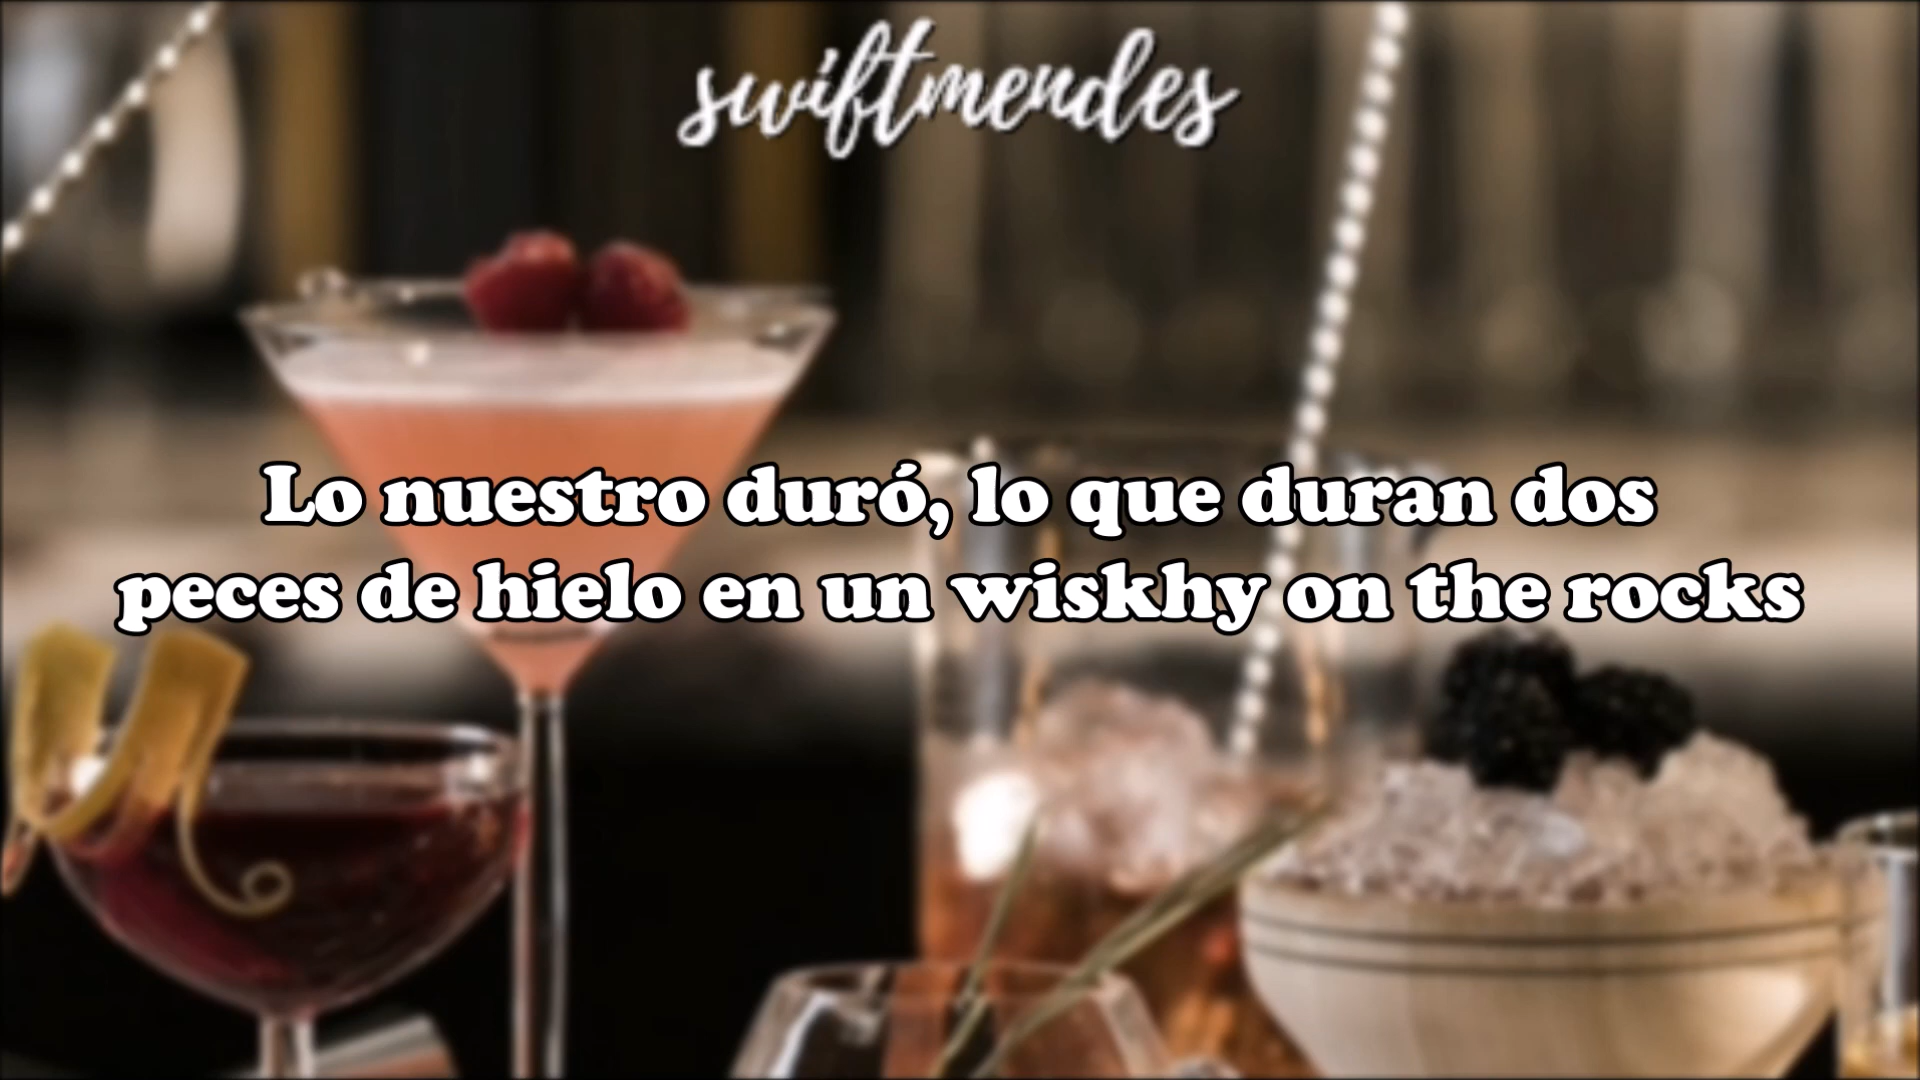 swiftmendes
Lo nuestro duró, lo que duran dos
peces de hielo en un wiskhy on the rocks